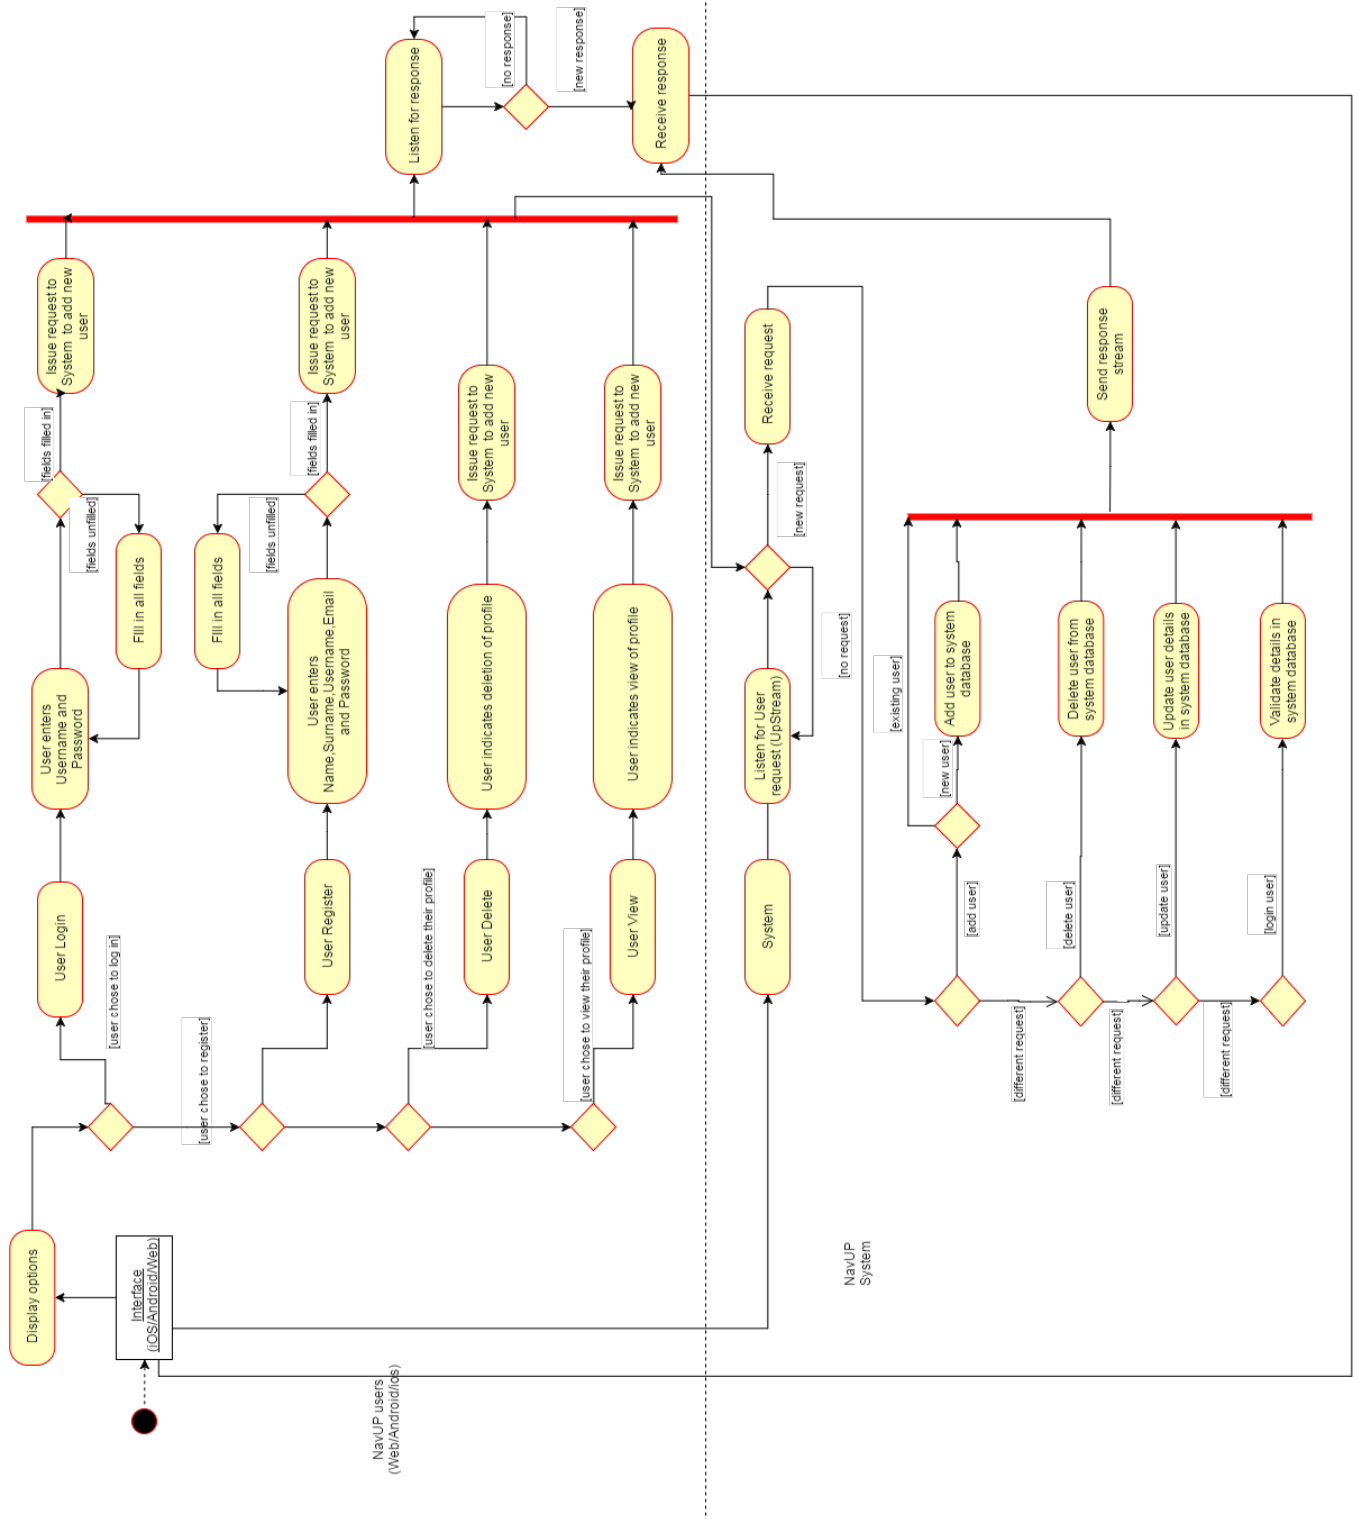 Display options
Interface
(iOS/Android/Web)
NavUP users
(Web/Android/ios)
[user chose to log in]
[user chose to register]
[user chose to delete their profile]
[user chose to view their profile]
User Login
User Register
User Delete
User View
User enters
Username and
Password
FIll in all fields
FIll in all fields
User enters
Name,Surname,Username,Email
and Password
User indicates deletion of profile
User indicates view of profile
[fields filled in]
[fields unfilled]
[fields unfilled]
[fields filled in]
Issue request to
System to add new
user
Issue request to
System to add new
user
Issue request to
System to add new
user
Issue request to
System to add new
user
Listen for response
[no response]
[new response]
Receive response
NavUP
System
System
Listen for User
request (UpStream)
[no request]
[new request]
Receive request
[different request]
[different request]
[different request]
[add user]
[delete user]
[update user]
[login user]
[existing user]
[new user]
Add user to system
database
Delete user from
system database
Update user details
in system database
Validate details in
system database
Send response
stream